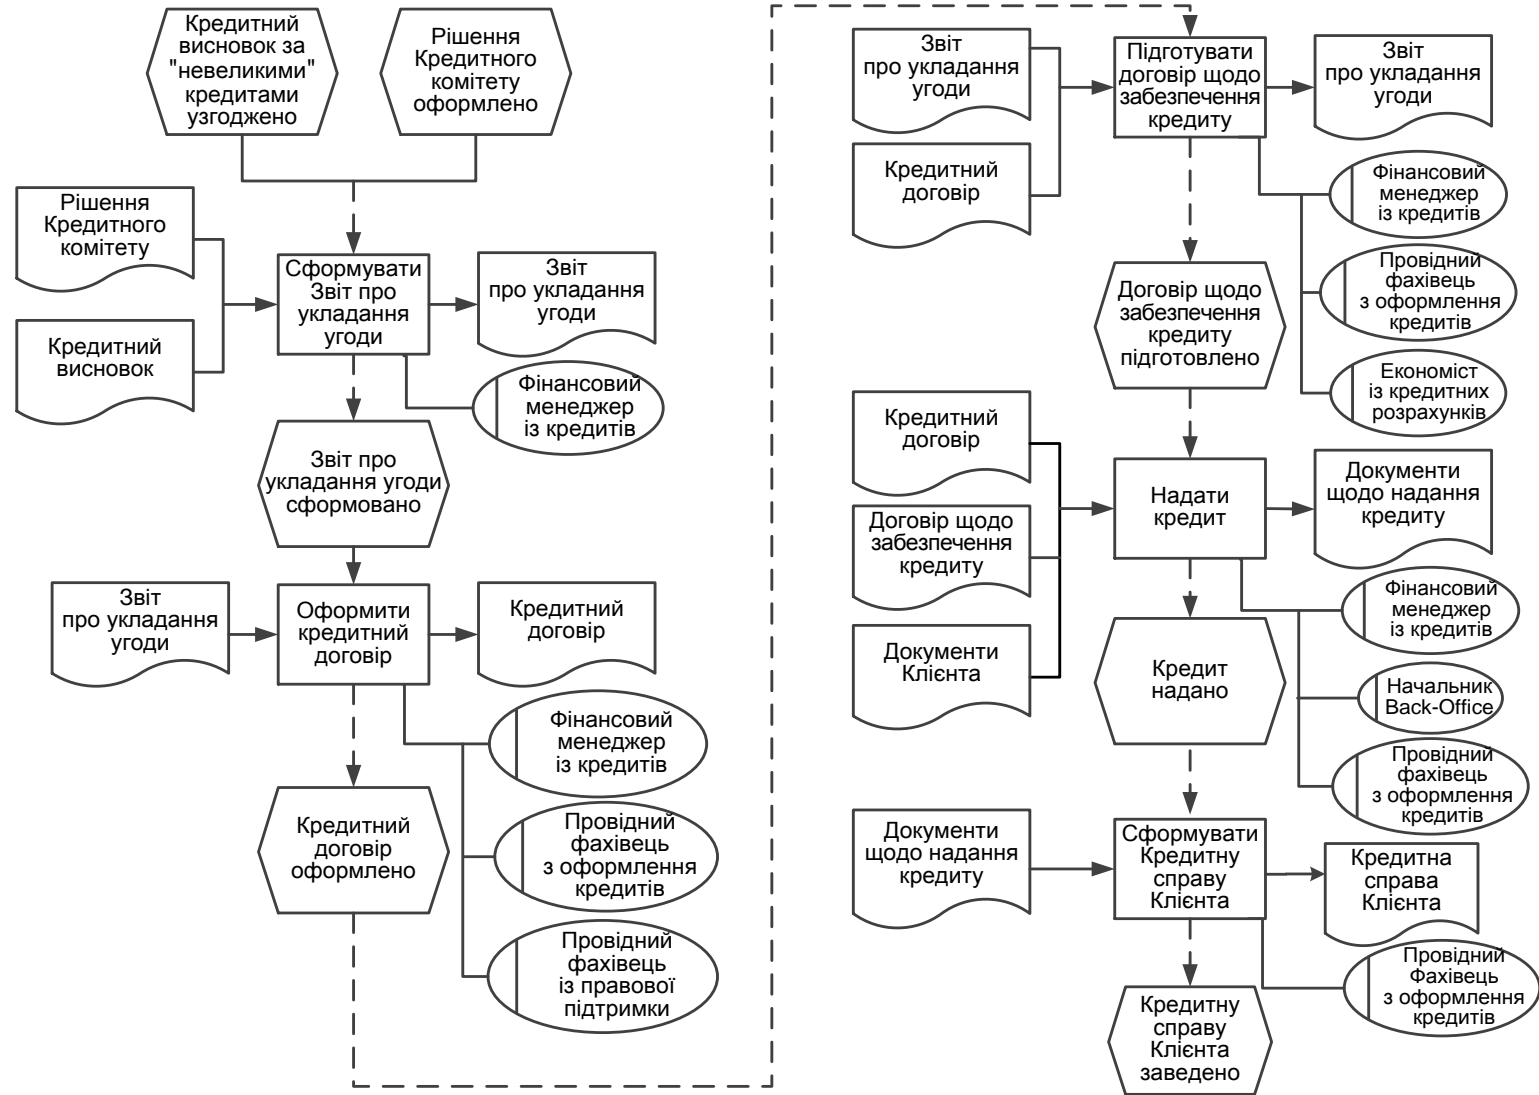 Кредитний
висновок за
"невеликими"
кредитами
узгоджено
Рішення
Кредитного
комітету
оформлено
Рішення
Кредитного
комітету
Кредитний
висновок
Сформувати
Звіт про
укладання
угоди
Звіт
про укладання
угоди
Фінансовий
менеджер
із кредитів
Звіт про
укладання угоди
сформовано
Звіт
про укладання
угоди
Оформити
кредитний
договір
Кредитний
договір
Фінансовий
менеджер
із кредитів
Провідний
фахівець
з оформлення
кредитів
Провідний
фахівець
із правової
підтримки
Кредитний
договір
оформлено
Звіт
про укладання
угоди
Кредитний
договір
Підготувати
договір щодо
забезпечення
кредиту
Звіт
про укладання
угоди
Фінансовий
менеджер
із кредитів
Провідний
фахівець
з оформлення
кредитів
Економіст
із кредитних
розрахунків
Договір щодо
забезпечення
кредиту
підготовлено
Кредитний
договір
Договір щодо
забезпечення
кредиту
Документи
Клієнта
Надати
кредит
Документи
щодо надання
кредиту
Фінансовий
менеджер
із кредитів
Начальник
Back-Office
Провідний
фахівець
з оформлення
кредитів
Кредит
надано
Документи
щодо надання
кредиту
Сформувати
Кредитну
справу
Клієнта
Кредитна
справа
Клієнта
Провідний
Фахівець
з оформлення
кредитів
Кредитну
справу
Клієнта
заведено